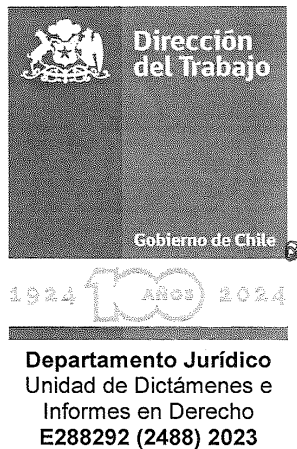 Dirección
del Trabajo
Gobierno de Chile
1924 100 AÑOS 2024
Departamento Jurídico
Unidad de Dictámenes e
Informes en Derecho
E288292 (2488) 2023